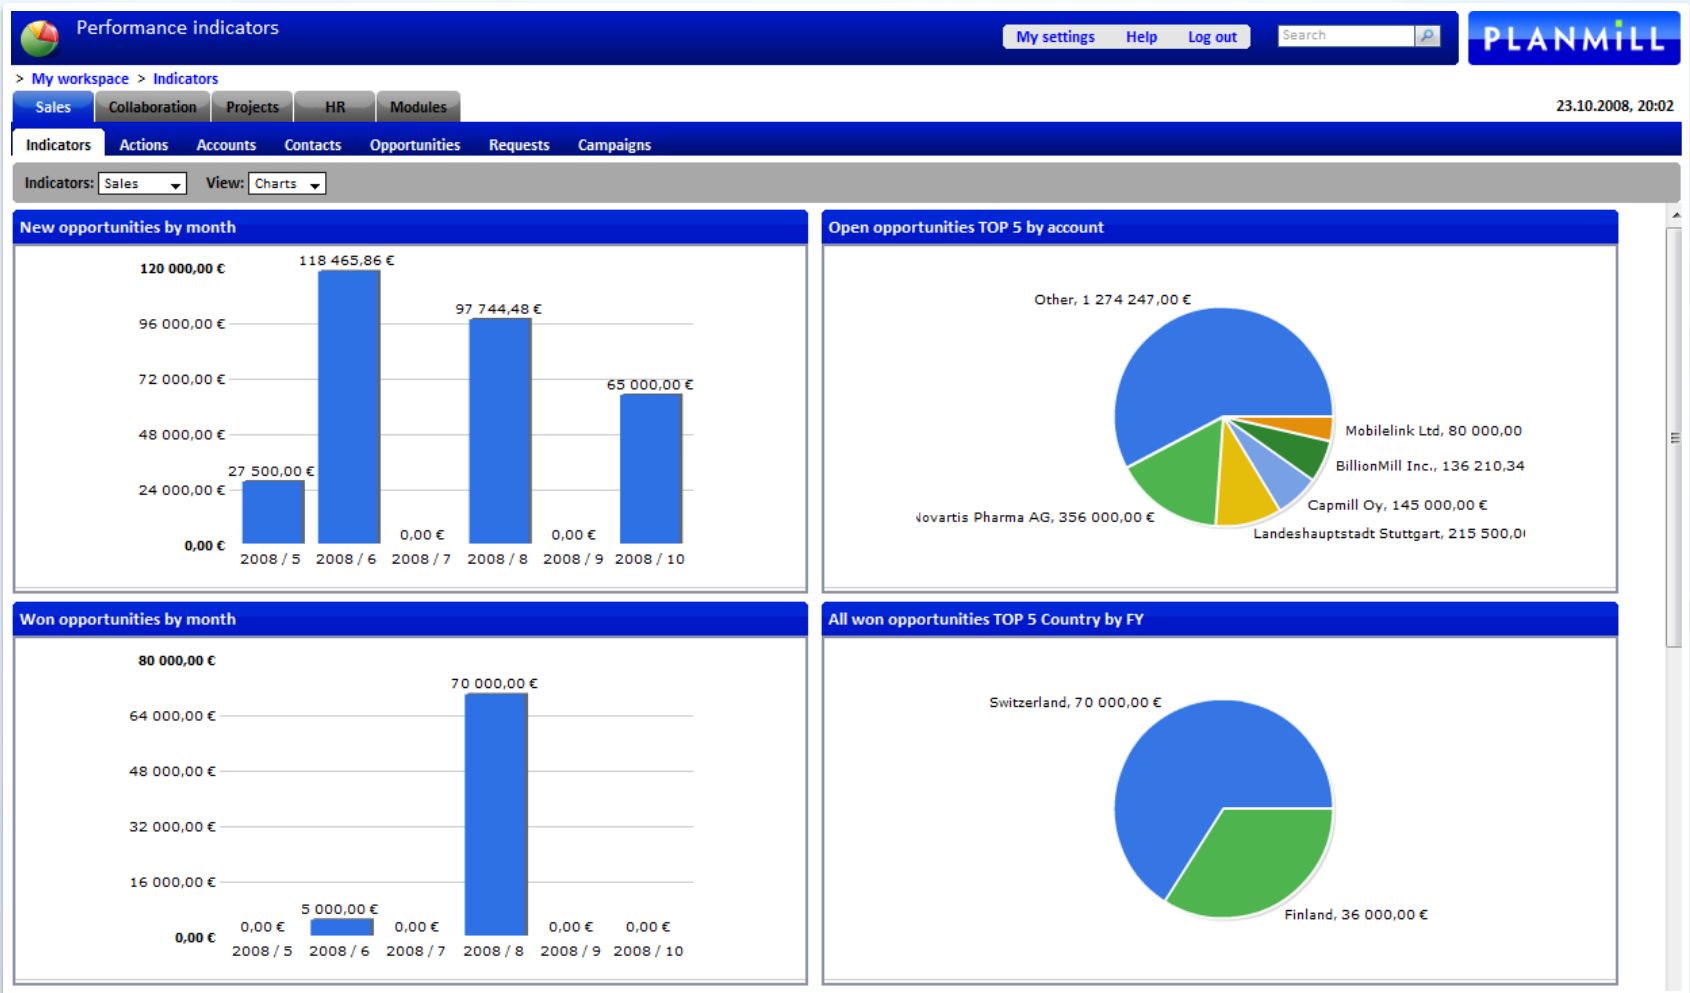 Performance indicators
My settings Help Log out
Search
PLANMILL
> My workspace > Indicators
Sales Collaboration Projects HR Modules
23.10.2008, 20:02
Indicators Actions Accounts Contacts Opportunities Requests Campaigns
Indicators: Sales View: Charts
New opportunities by month
120 000,00 €
118 465,86 €
97 744,48 €
96 000,00 €
72 000,00 €
65 000,00 €
48 000,00 €
27 500,00 €
24 000,00 €
0,00 €
0,00 €
0,00 €
2008 / 5 2008 / 6 2008 / 7 2008 / 8 2008 / 9 2008 / 10
Open opportunities TOP 5 by account
Other, 1 274 247,00 €
Mobilelink Ltd, 80 000,00
BillionMill Inc., 136 210,34
Capmill Oy, 145 000,00 €
Novartis Pharma AG, 356 000,00 €
Landeshauptstadt Stuttgart, 215 500,0
Won opportunities by month
80 000,00 €
70 000,00 €
64 000,00 €
48 000,00 €
32 000,00 €
16 000,00 €
5 000,00 €
0,00 € 0,00 € 0,00 € 0,00 €
0,00 €
2008 / 5 2008 / 6 2008 / 7 2008 / 8 2008 / 9 2008 / 10
All won opportunities TOP 5 Country by FY
Switzerland, 70 000,00 €
Finland, 36 000,00 €